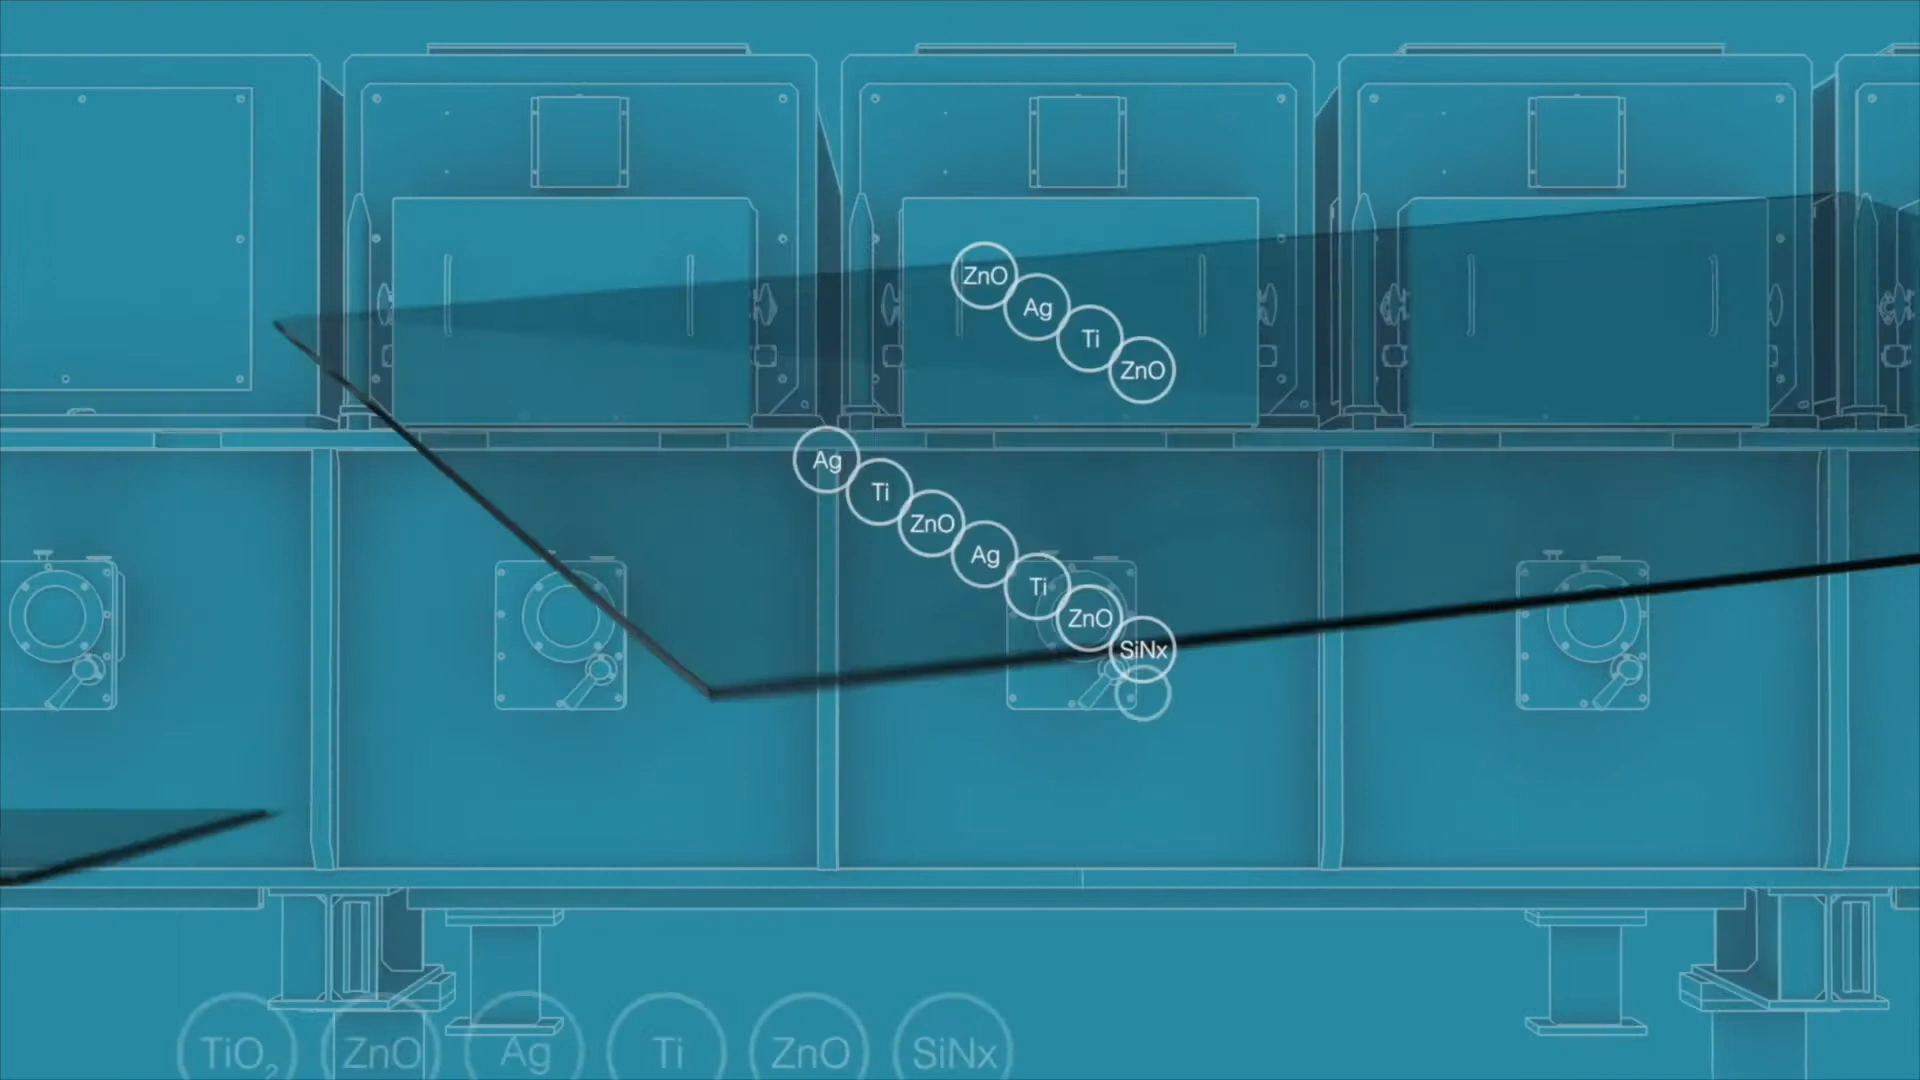 ZnO
Ag
Ti
ZnO
Ag
Ti
ZnO
Ag
Ti
ZnO
SiNx
TiO₂ ZnO Ag Ti ZnO SiNx